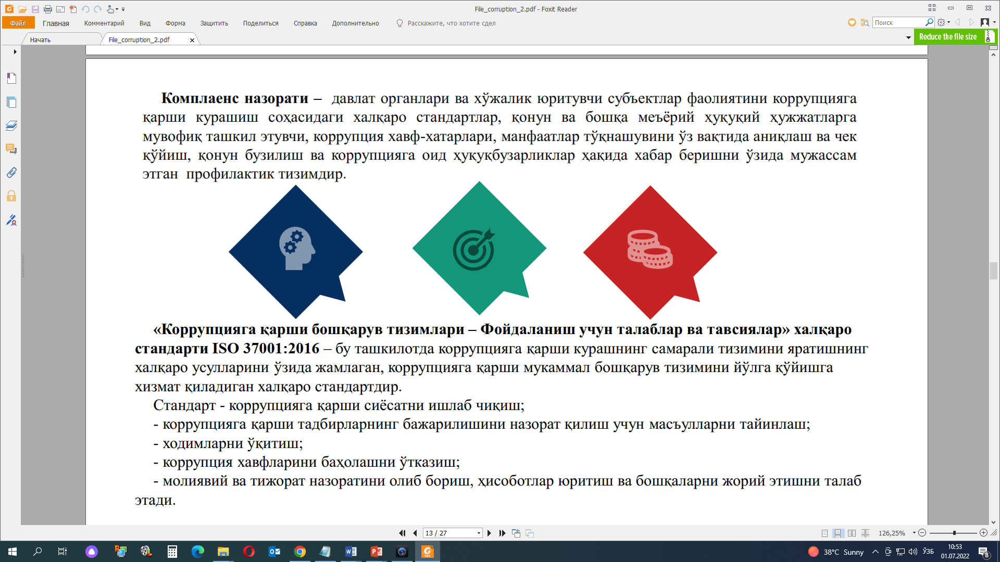 File_corruption_2.pdf - Foxit Reader
Файл Главная Комментарий Вид Форма Защитить Поделиться Справка Дополнительно Расскажите, что хотите сдел Поиск
Начать File_corruption_2.pdf Reduce the file size
Комплаенс назорати – давлат органлари ва хўжалик юритувчи субъектлар фаолиятини коррупцияга
қарши курашиш соҳасидаги халқаро стандартлар, қонун ва бошқа меъёрий ҳуқуқий ҳужжатларга
мувофиқ ташкил этувчи, коррупция хавф-хатарлари, манфаатлар тўқнашувини ўз вақтида аниқлаш ва чек
қўйиш, қонун бузилиш ва коррупцияга оид ҳуқуқбузарликлар ҳақида хабар беришни ўзида мужассам
этган профилактик тизимдир.
«Коррупцияга қарши бошқарув тизимлари – Фойдаланиш учун талаблар ва тавсиялар» халқаро
стандарти ISO 37001:2016 – бу ташкилотда коррупцияга қарши курашнинг самарали тизимини яратишнинг
халқаро усулларини ўзида жамлаган, коррупцияга қарши мукаммал бошқарув тизимини йўлга қўйишга
хизмат қиладиган халқаро стандартдир.
Стандарт - коррупцияга қарши сиёсатни ишлаб чиқиш;
- коррупцияга қарши тадбирларнинг бажарилишини назорат қилиш учун масъулларни тайинлаш;
- ходимларни ўқитиш;
- коррупция хавфларини баҳолашни ўтказиш;
- молиявий ва тижорат назоратини олиб бориш, ҳисоботлар юритиш ва бошқаларни жорий этишни талаб
этади.
13 / 27 126,25%
38°C Sunny ЎЗБ 10:53
01.07.2022 8